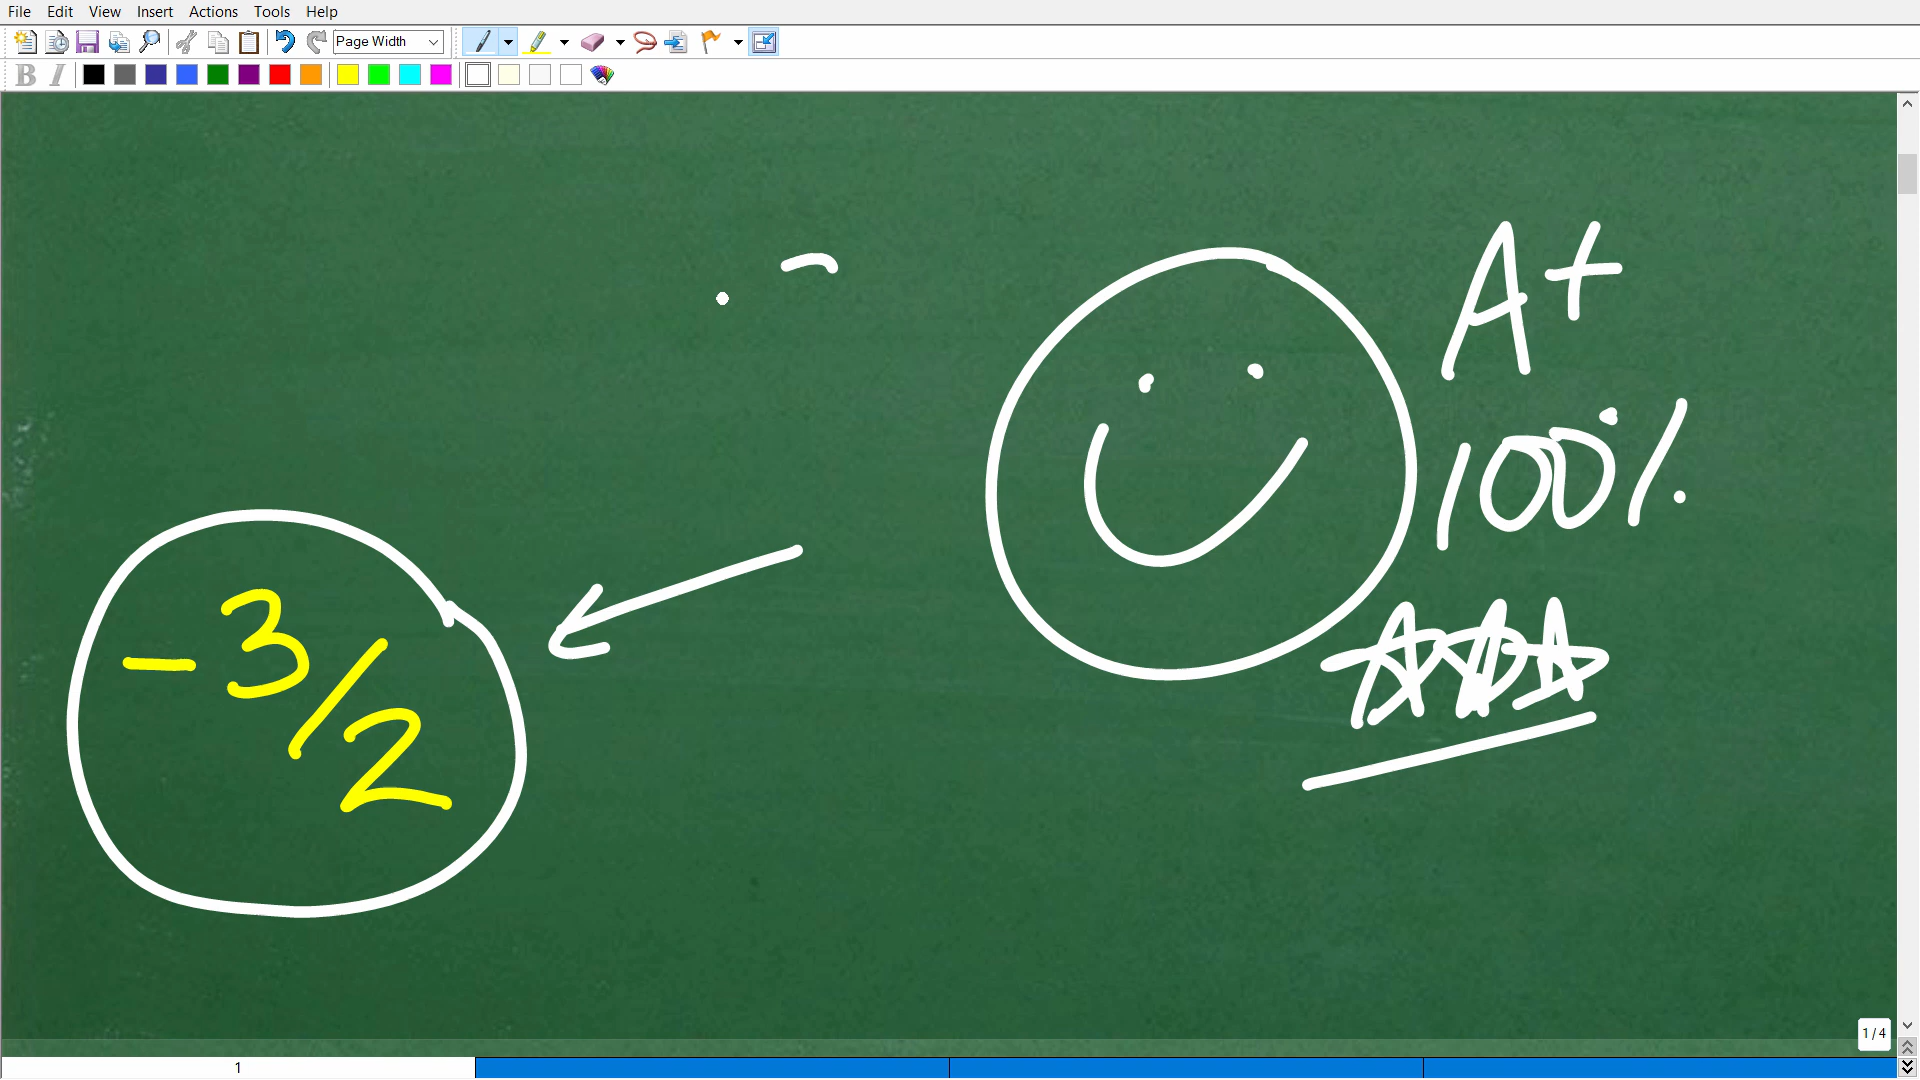 File Edit View Insert Actions Tools Help
Page Width
B I
A+
100%
-3/2
1 / 4
1